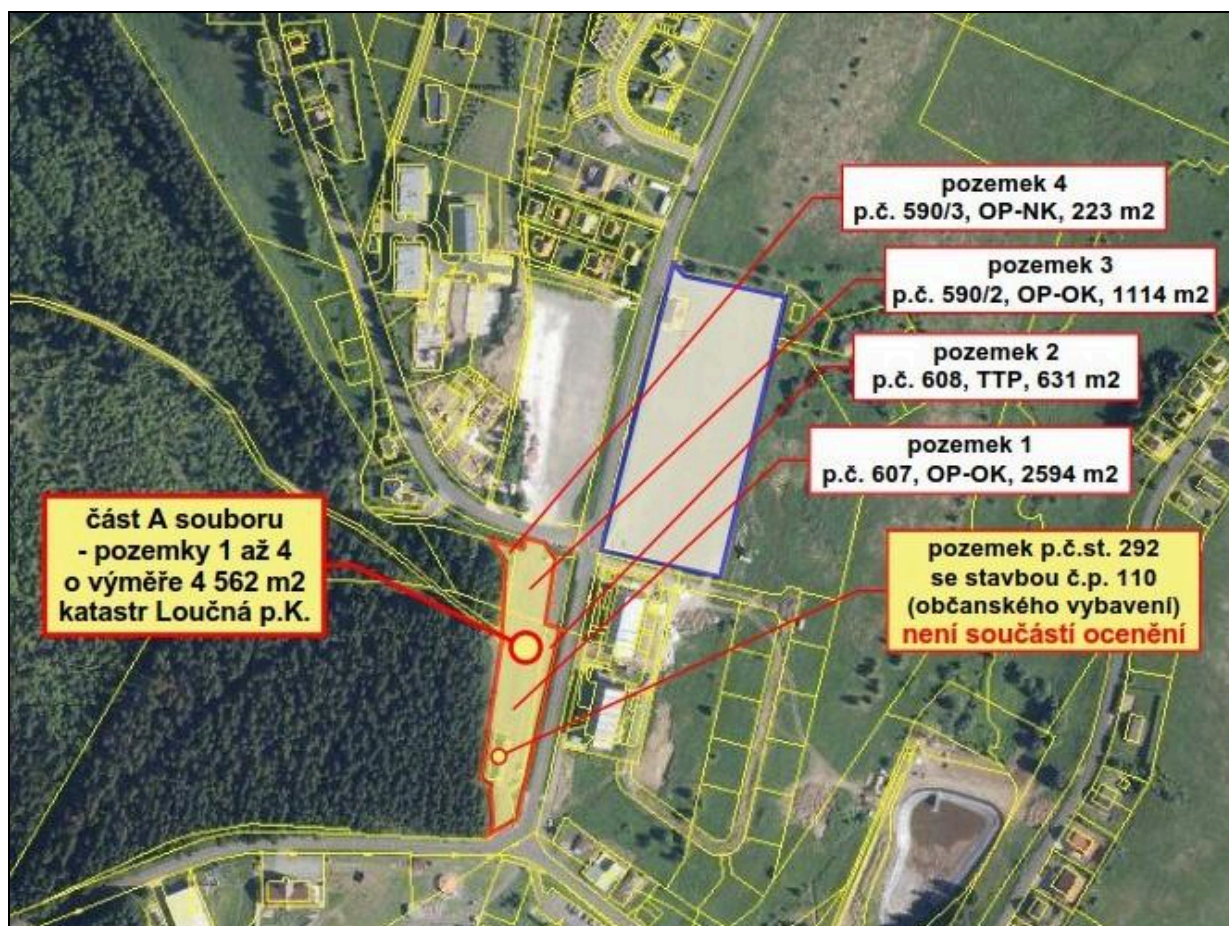 pozemek 4
p.č. 590/3, OP-NK, 223 m2
pozemek 3
p.č. 590/2, OP-OK, 1114 m2
pozemek 2
p.č. 608, TTP, 631 m2
pozemek 1
p.č. 607, OP-OK, 2594 m2
část A souboru
- pozemky 1 až 4
o výměře 4 562 m2
katastr Loučná p.K.
pozemek p.č.st. 292
se stavbou č.p. 110
(občanského vybavení)
není součástí ocenění